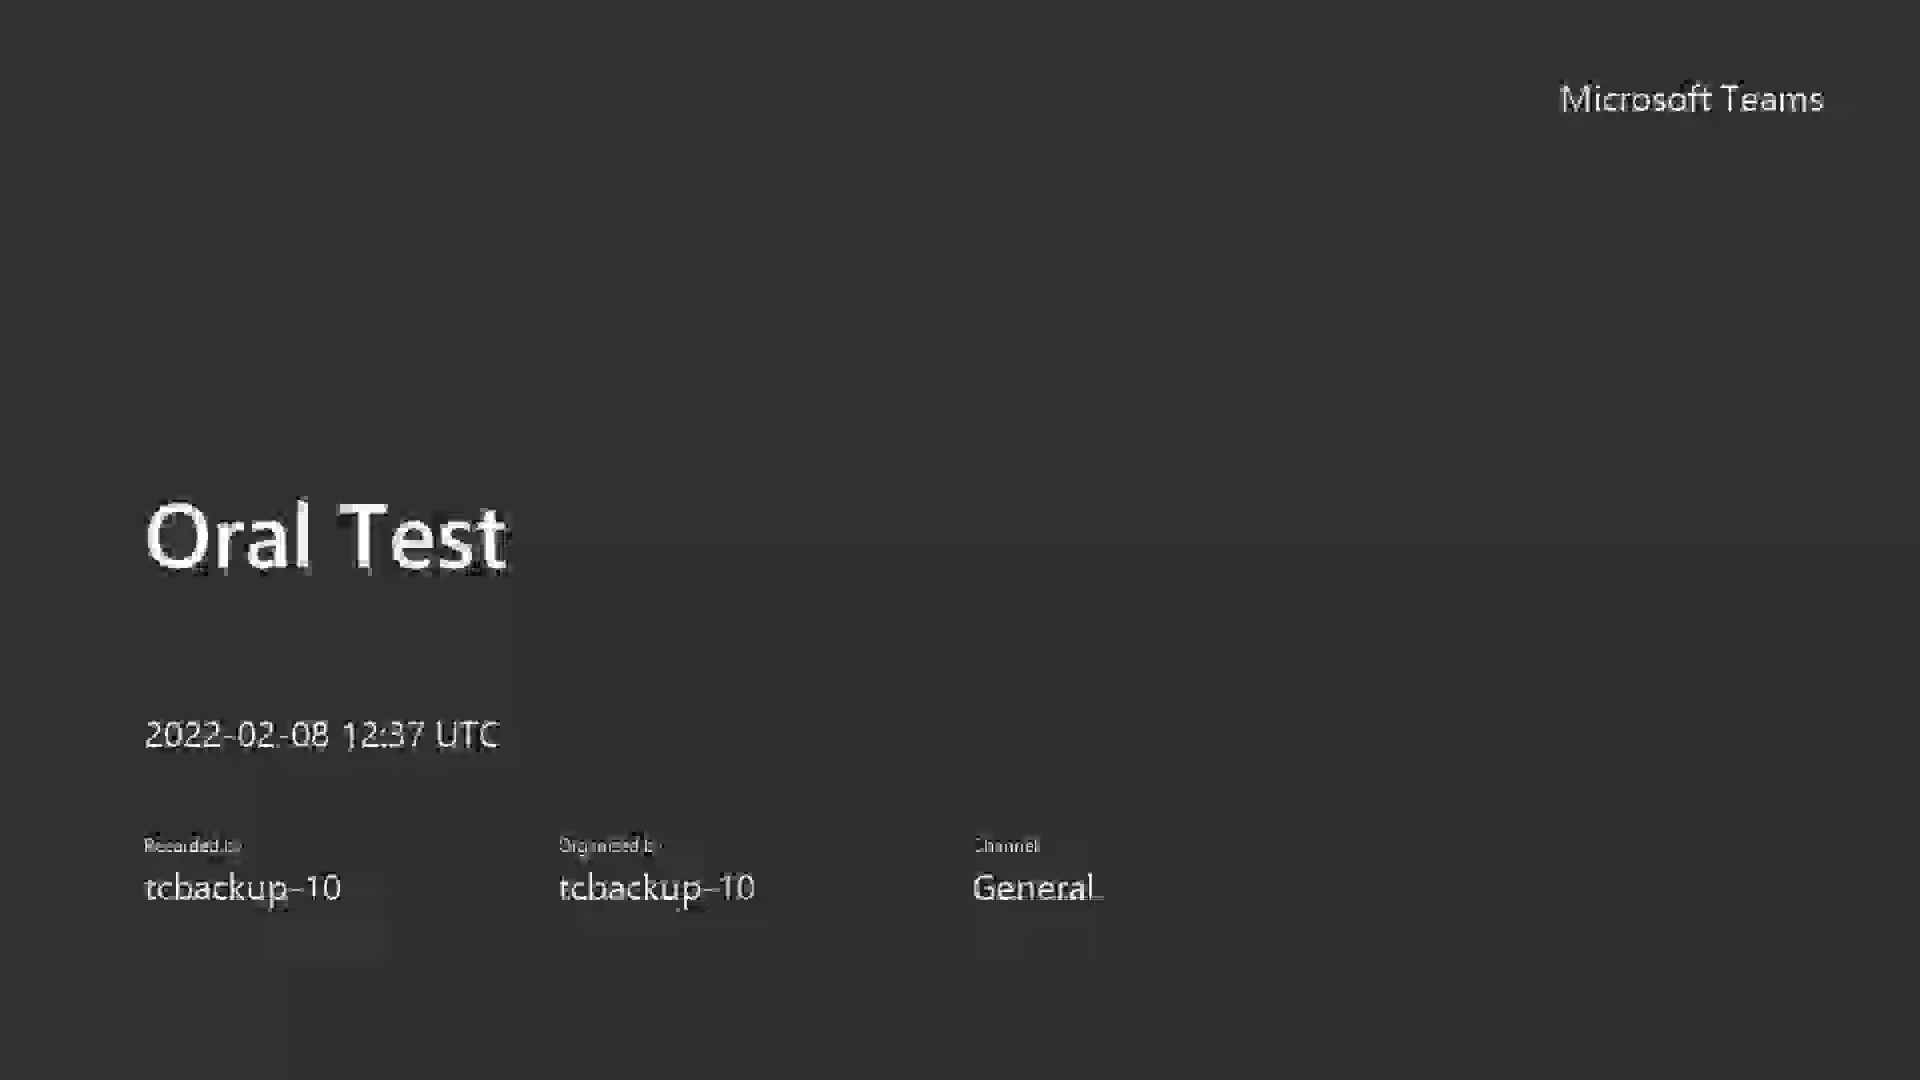 Microsoft Teams
Oral Test
2022-02-08 12:37 UTC
Recorded by
Organized by
Channel
tcbackup-10
tcbackup-10
General